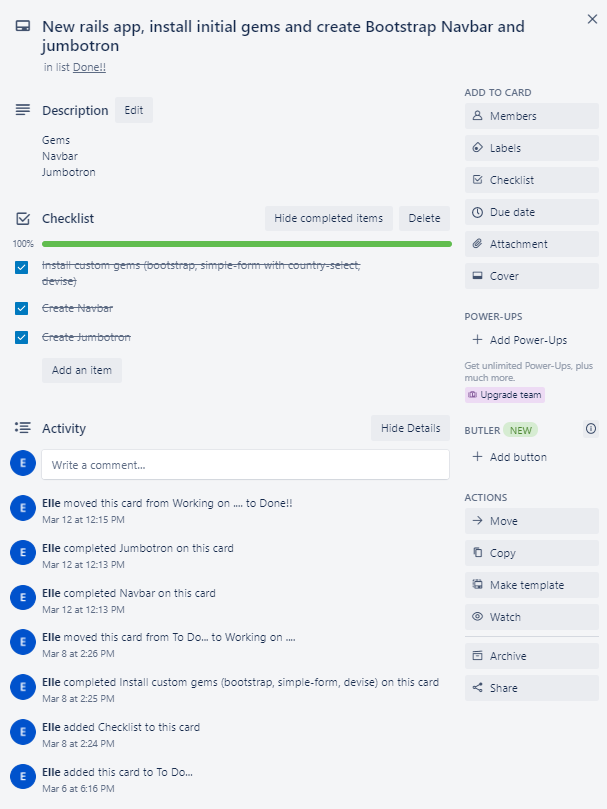 New rails app, install initial gems and create Bootstrap Navbar and
jumbotron
in list Done!!
Description
Edit
Gems
Navbar
Jumbotron
Checklist
Hide completed items
Delete
100%
Install custom gems (bootstrap, simple-form with country-select,
devise)
Create Navbar
Create Jumbotron
Add an item
Activity
Hide Details
E
Write a comment...
E
Elle moved this card from Working on .... to Done!!
Mar 12 at 12:15 PM
E
Elle completed Jumbotron on this card
Mar 12 at 12:13 PM
E
Elle completed Navbar on this card
Mar 12 at 12:13 PM
E
Elle moved this card from To Do... to Working on ....
Mar 8 at 2:26 PM
E
Elle completed Install custom gems (bootstrap, simple-form, devise) on this card
Mar 8 at 2:25 PM
E
Elle added Checklist to this card
Mar 8 at 2:24 PM
E
Elle added this card to To Do...
Mar 6 at 6:16 PM
ADD TO CARD
Members
Labels
Checklist
Due date
Attachment
Cover
POWER-UPS
+ Add Power-Ups
Get unlimited Power-Ups, plus
much more.
Upgrade team
BUTLER NEW
+ Add button
ACTIONS
Move
Copy
Make template
Watch
Archive
Share